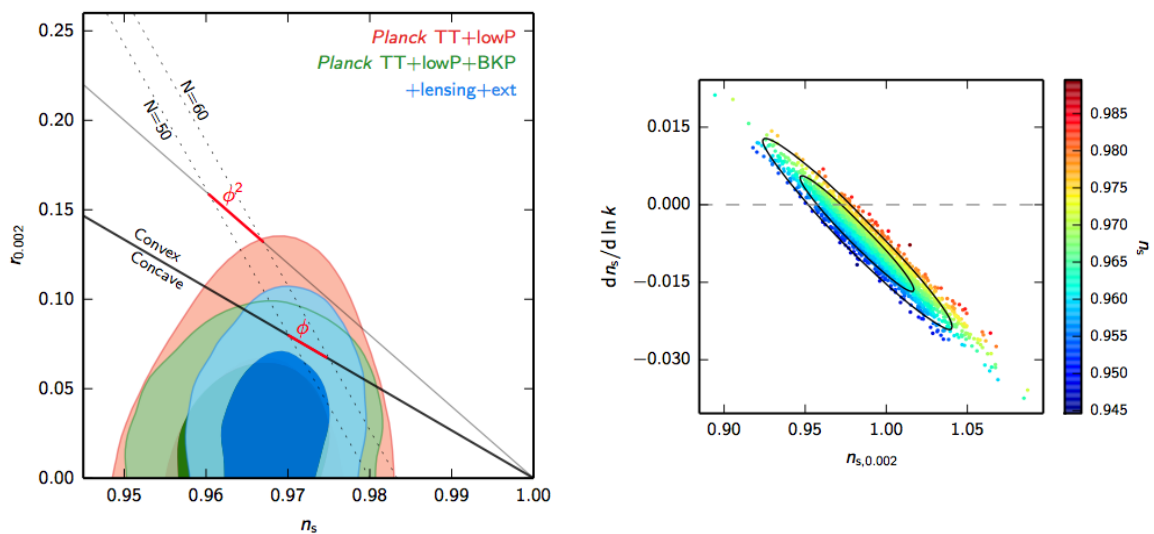 Planck TT+lowP
Planck TT+lowP+BKP
+lensing+ext
N=50
N=60
ϕ²
Convex
Concave
ϕ
0.00
0.05
0.10
0.15
0.20
0.25
r0.002
0.95
0.96
0.97
0.98
0.99
1.00
ns
0.015
0.000
−0.015
−0.030
dns/d ln k
0.90
0.95
1.00
1.05
ns,0.002
0.985
0.980
0.975
0.970
0.965
0.960
0.955
0.950
0.945
ns